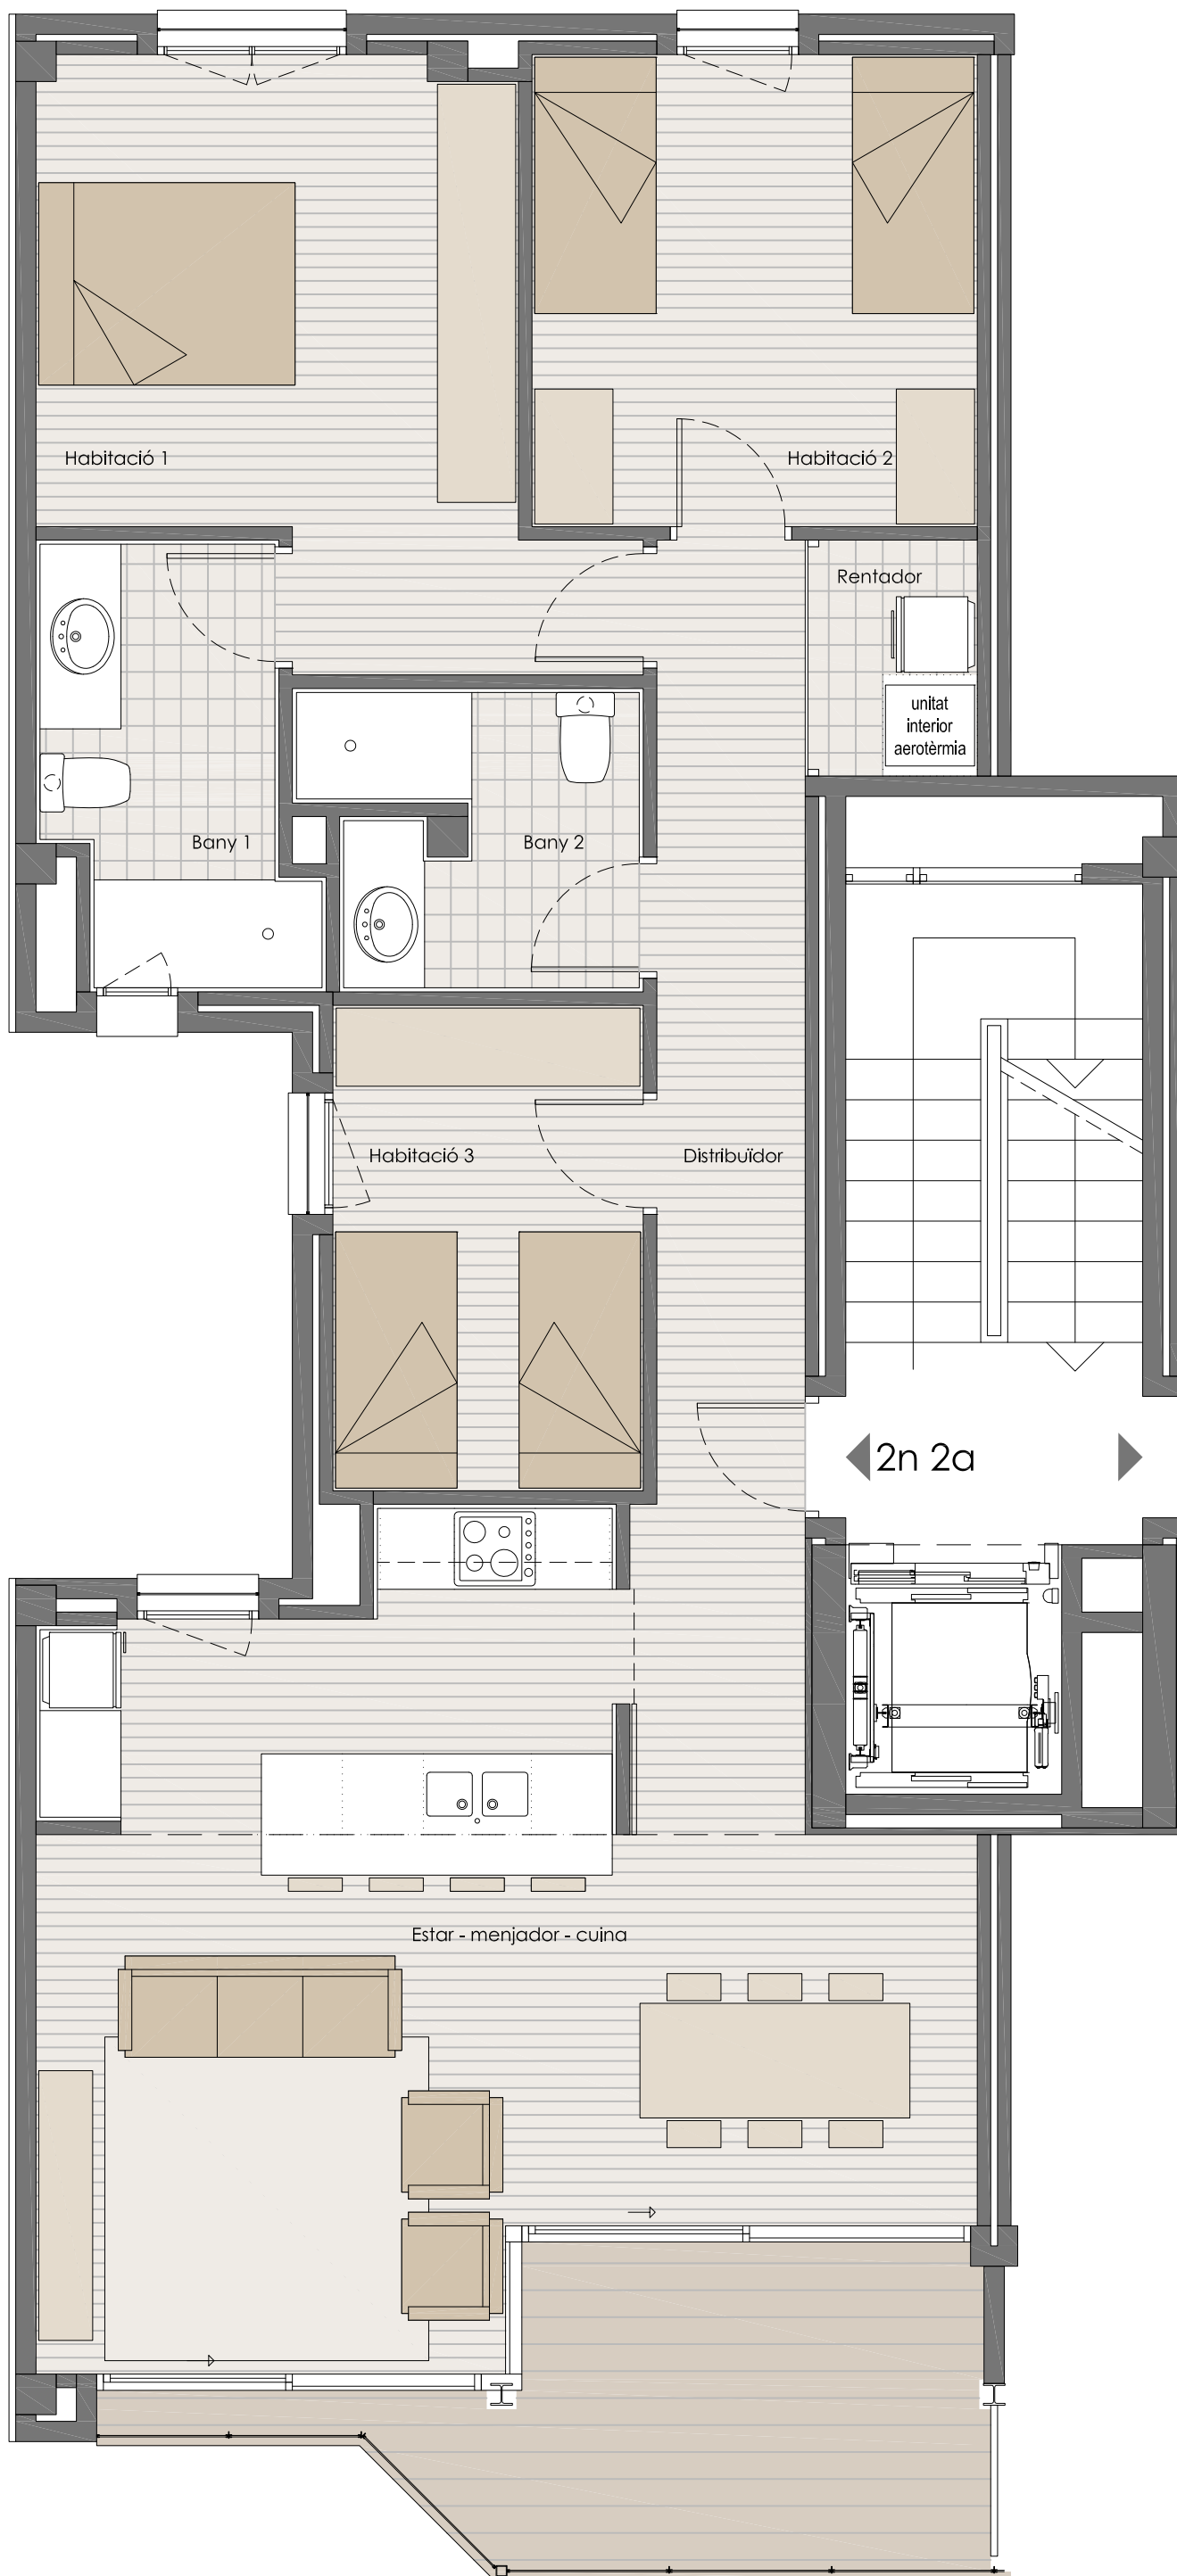 Habitació 1
Habitació 2
Rentador
unitat
interior
aerotèrmia
Bany 1
Bany 2
Habitació 3
Distribuïdor
2n 2a
Estar - menjador - cuina